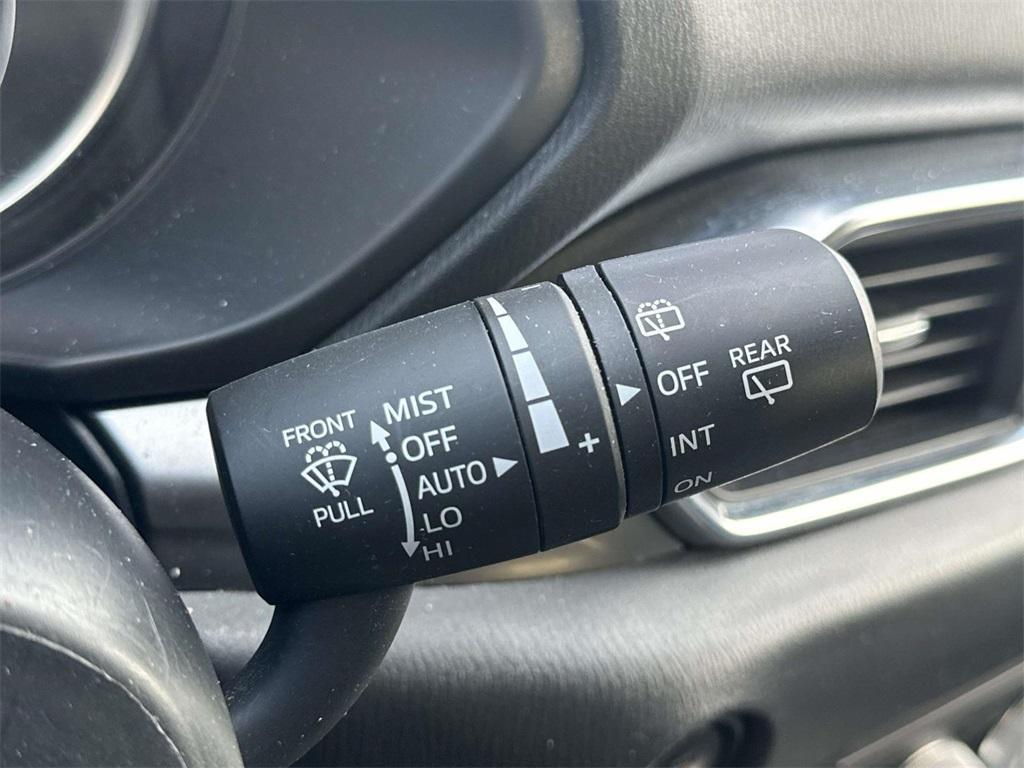 FRONT
PULL
MIST
OFF
AUTO
LO
HI
+
OFF
INT
ON
REAR